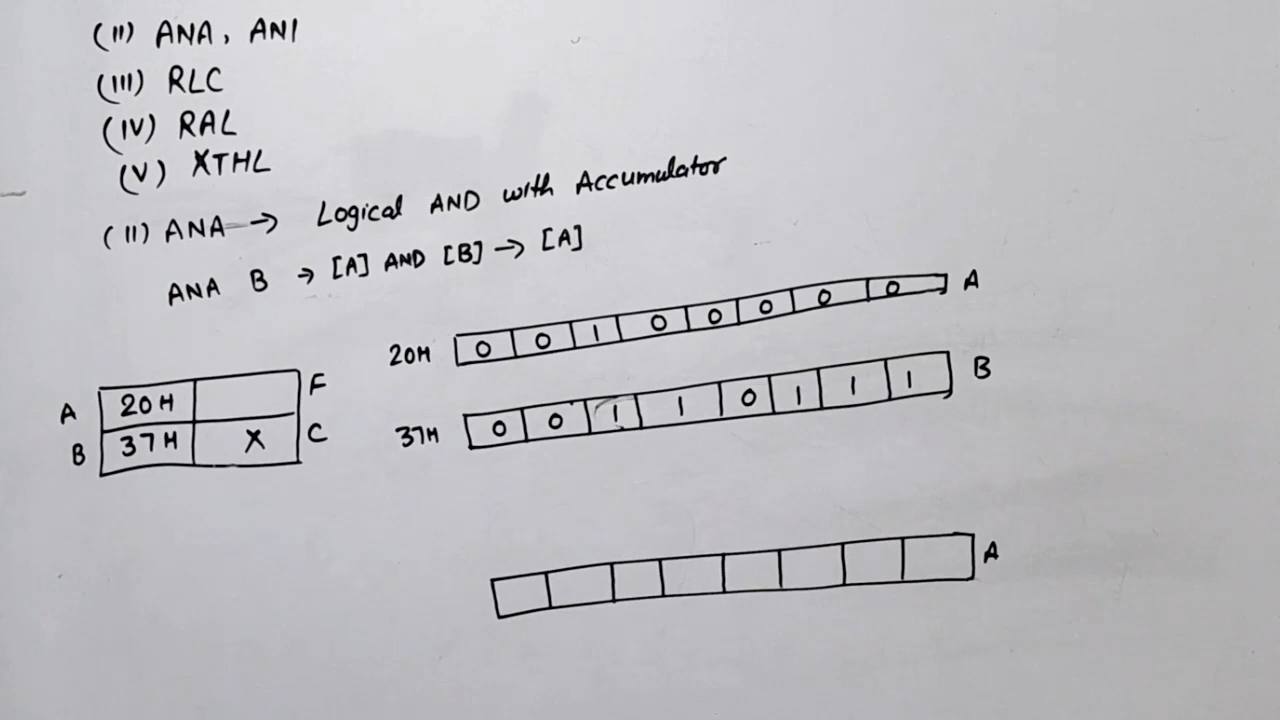 (II) ANA, ANI
(III) RLC
(IV) RAL
(V) XTHL
(II) ANA → Logical AND with Accumulator
ANA B → [A] AND [B] → [A]
20H 0 0 1 0 0 0 0 0 A
37H 0 0 1 1 0 1 1 1 B
A 20H F
B 37H X C
A